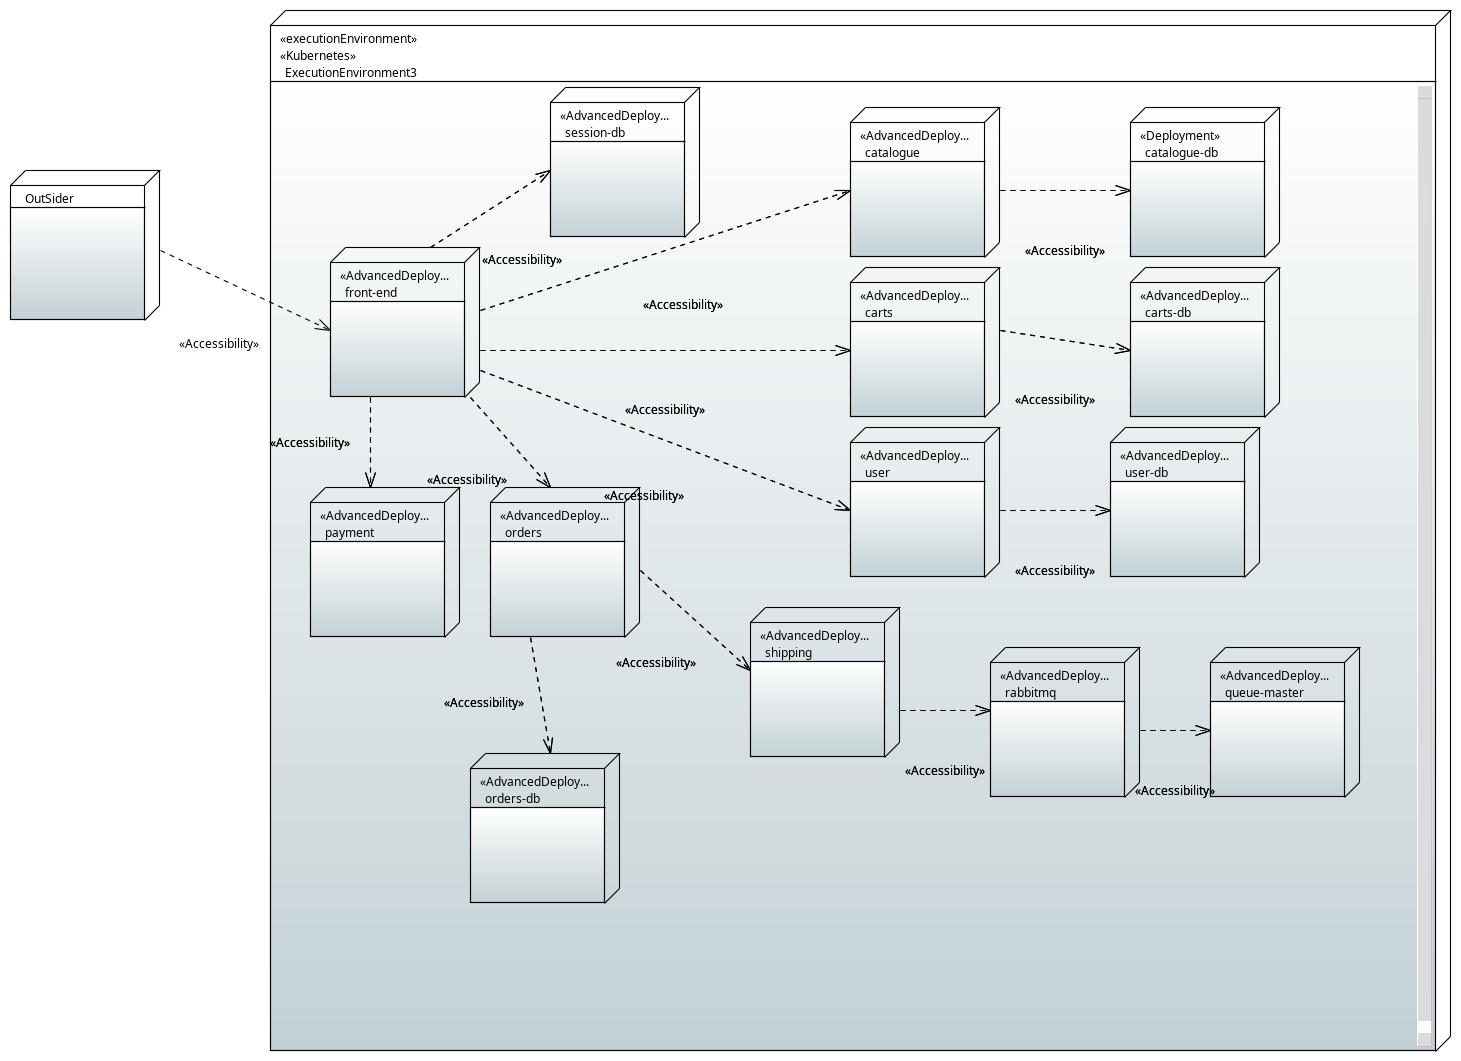 «executionEnvironment»
«Kubernetes»
ExecutionEnvironment3
«AdvancedDeploy...
session-db
«AdvancedDeploy...
catalogue
«Deployment»
catalogue-db
OutSider
«Accessibility»
«Accessibility»
«AdvancedDeploy...
front-end
«Accessibility»
«AdvancedDeploy...
carts
«AdvancedDeploy...
carts-db
«Accessibility»
«Accessibility»
«Accessibility»
«Accessibility»
«AdvancedDeploy...
user
«AdvancedDeploy...
user-db
«Accessibility»
«Accessibility»
«Accessibility»
«AdvancedDeploy...
payment
«AdvancedDeploy...
orders
«Accessibility»
«AdvancedDeploy...
shipping
«Accessibility»
«AdvancedDeploy...
rabbitmq
«AdvancedDeploy...
queue-master
«Accessibility»
«Accessibility»
«Accessibility»
«AdvancedDeploy...
orders-db